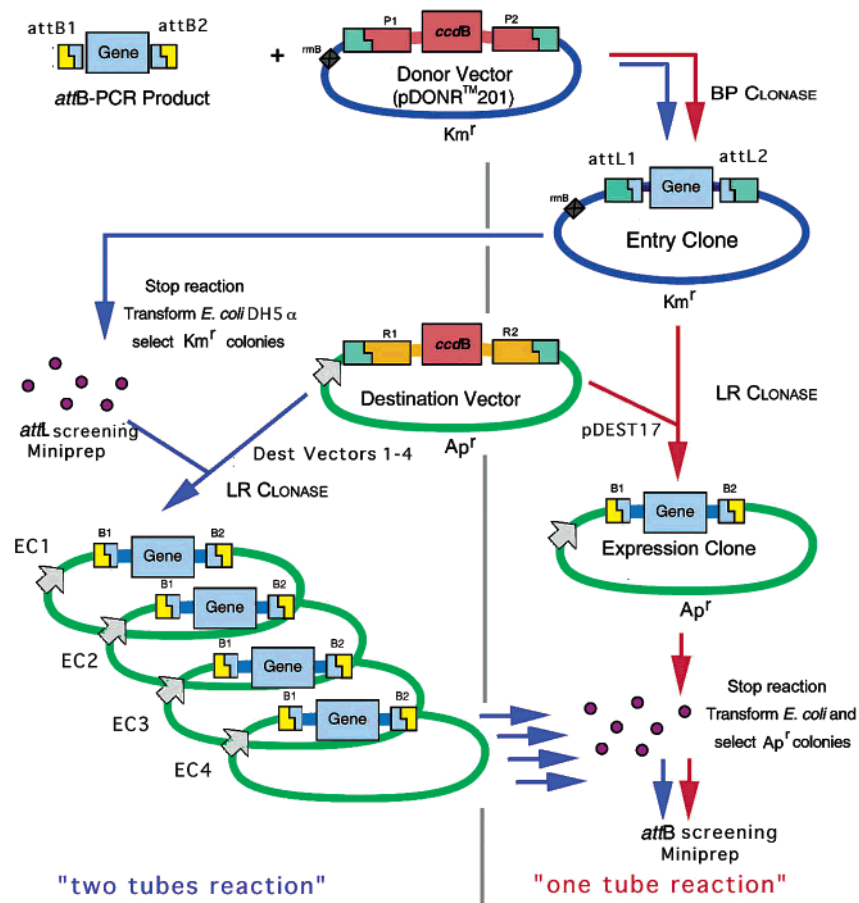 attB1
attB2
Gene
attB-PCR Product
+
rrnB
P1
ccdB
P2
Donor Vector
(pDONR™201)
Kmʳ
BP CLONASE
attL1
attL2
Gene
rrnB
Entry Clone
Kmʳ
Stop reaction
Transform E. coli DH5 α
select Kmʳ colonies
R1
ccdB
R2
Destination Vector
Apʳ
attL screening
Miniprep
Dest Vectors 1-4
LR CLONASE
LR CLONASE
pDEST17
B1
Gene
B2
Expression Clone
Apʳ
EC1
B1
Gene
B2
EC2
B1
Gene
B2
EC3
B1
Gene
B2
EC4
B1
Gene
B2
Stop reaction
Transform E. coli and
select Apʳ colonies
attB screening
Miniprep
"two tubes reaction"
"one tube reaction"